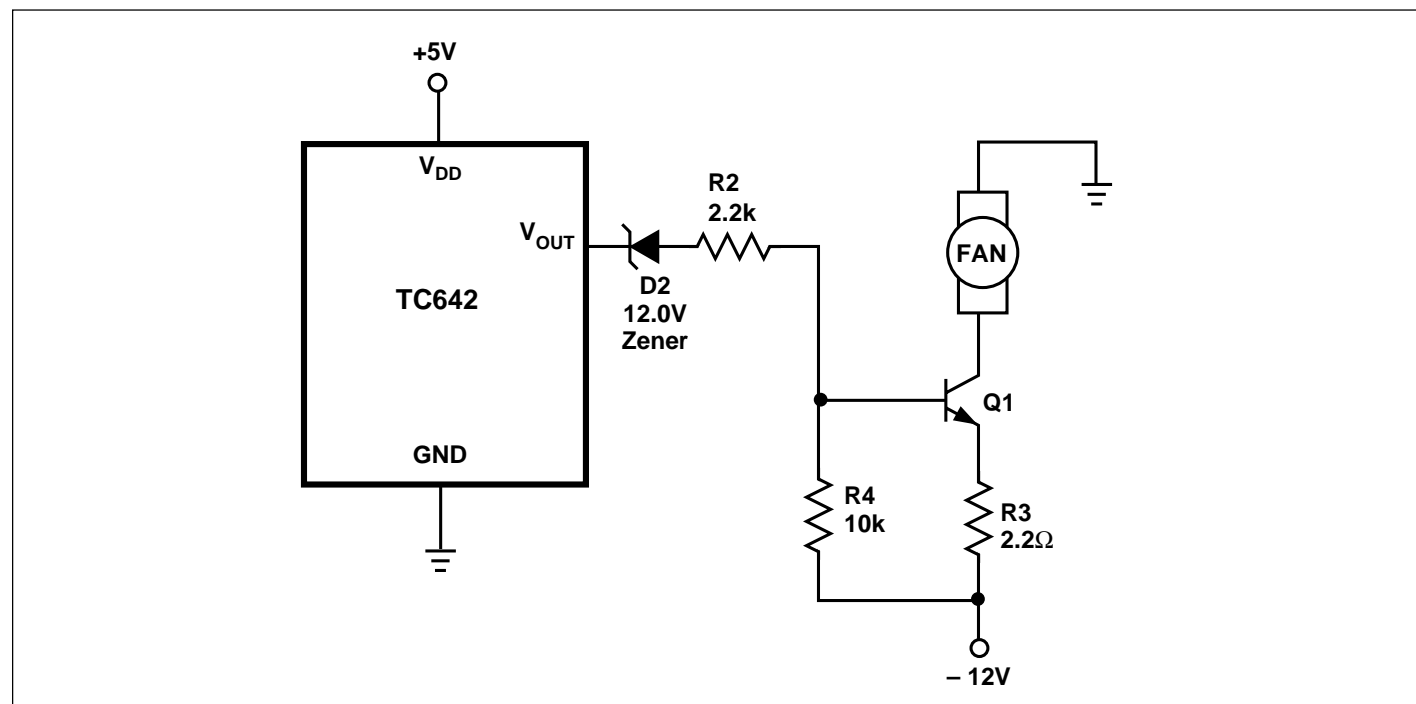 +5V
VDD
VOUT
TC642
GND
D2
12.0V
Zener
R2
2.2k
R4
10k
FAN
Q1
R3
2.2Ω
– 12V